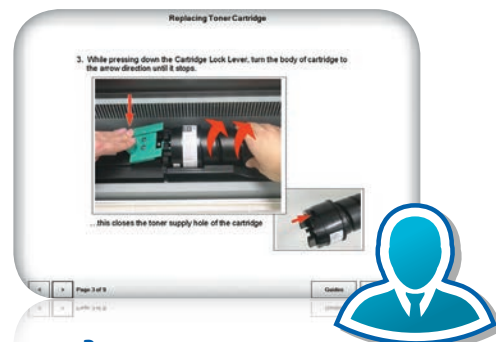 Replacing Toner Cartridge
3. While pressing down the Cartridge Lock Lever, turn the body of cartridge to
the arrow direction until it stops.
...this closes the toner supply hole of the cartridge
Page 3 of 9
Guides